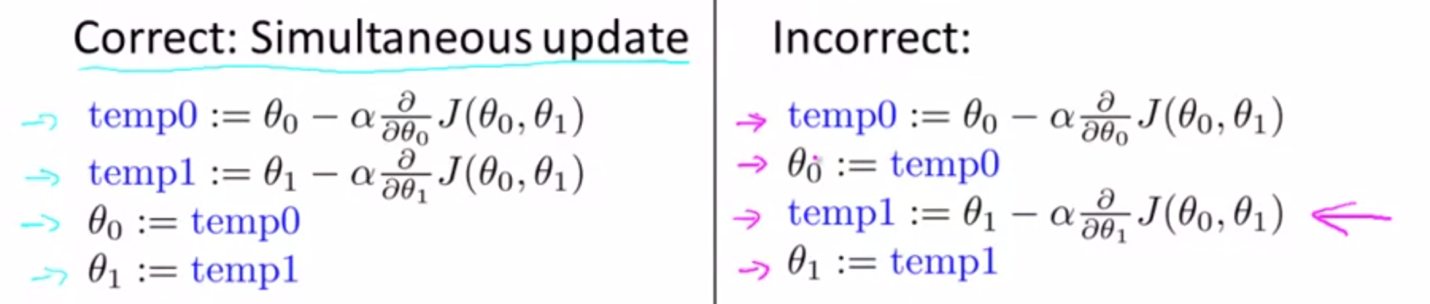 Correct: Simultaneous update
temp0 := θ₀ − α ∂/∂θ₀ J(θ₀, θ₁)
temp1 := θ₁ − α ∂/∂θ₁ J(θ₀, θ₁)
θ₀ := temp0
θ₁ := temp1
Incorrect:
temp0 := θ₀ − α ∂/∂θ₀ J(θ₀, θ₁)
θ₀ := temp0
temp1 := θ₁ − α ∂/∂θ₁ J(θ₀, θ₁)
θ₁ := temp1